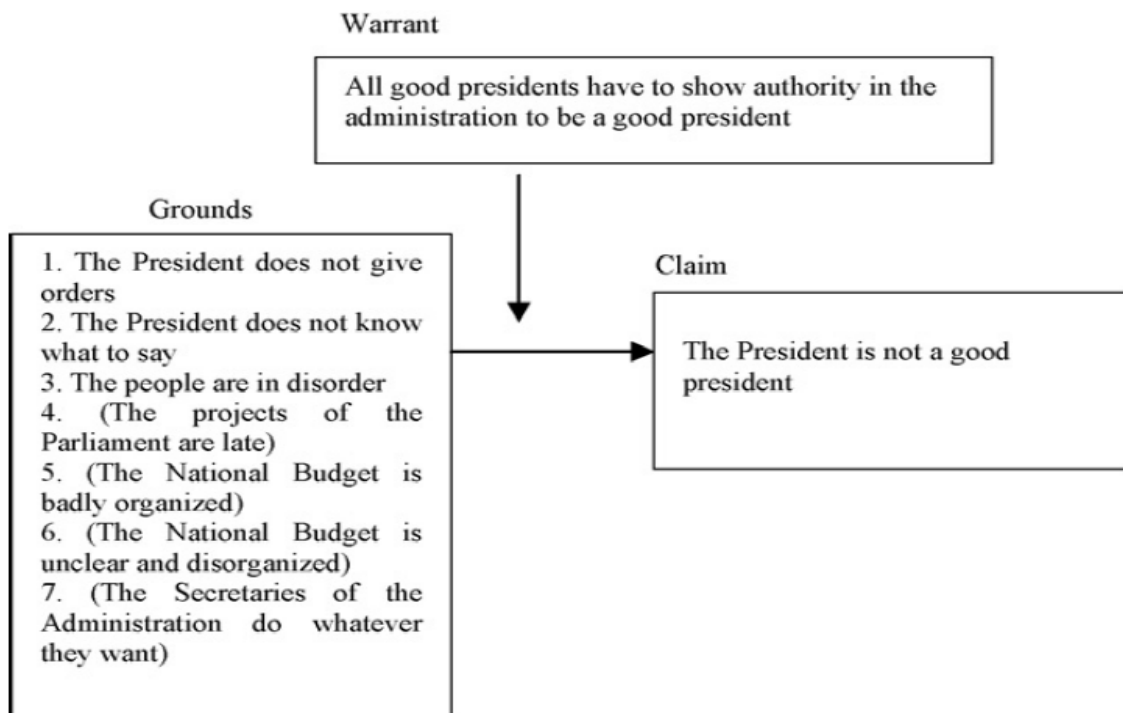 Warrant
All good presidents have to show authority in the
administration to be a good president
Grounds
1. The President does not give
orders
2. The President does not know
what to say
3. The people are in disorder
4. (The projects of the
Parliament are late)
5. (The National Budget is
badly organized)
6. (The National Budget is
unclear and disorganized)
7. (The Secretaries of the
Administration do whatever
they want)
Claim
The President is not a good
president